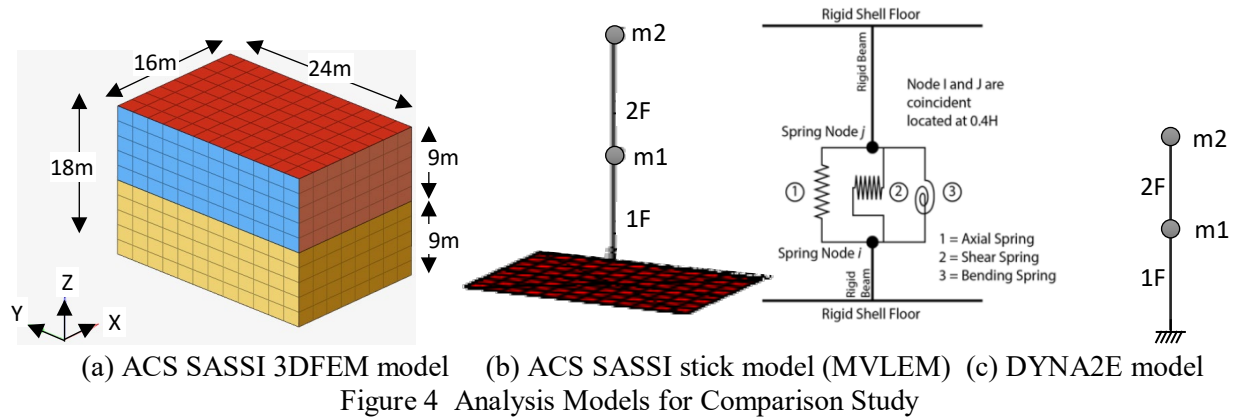 16m
24m
18m
9m
9m
Z
Y
X
m2
2F
m1
1F
Rigid Shell Floor
Rigid Beam
Node I and J are
coincident
located at 0.4H
Spring Node j
1
2
3
1 = Axial Spring
2 = Shear Spring
3 = Bending Spring
Spring Node i
Rigid
Beam
Rigid Shell Floor
m2
2F
m1
1F
(a) ACS SASSI 3DFEM model (b) ACS SASSI stick model (MVLEM) (c) DYNA2E model
Figure 4 Analysis Models for Comparison Study